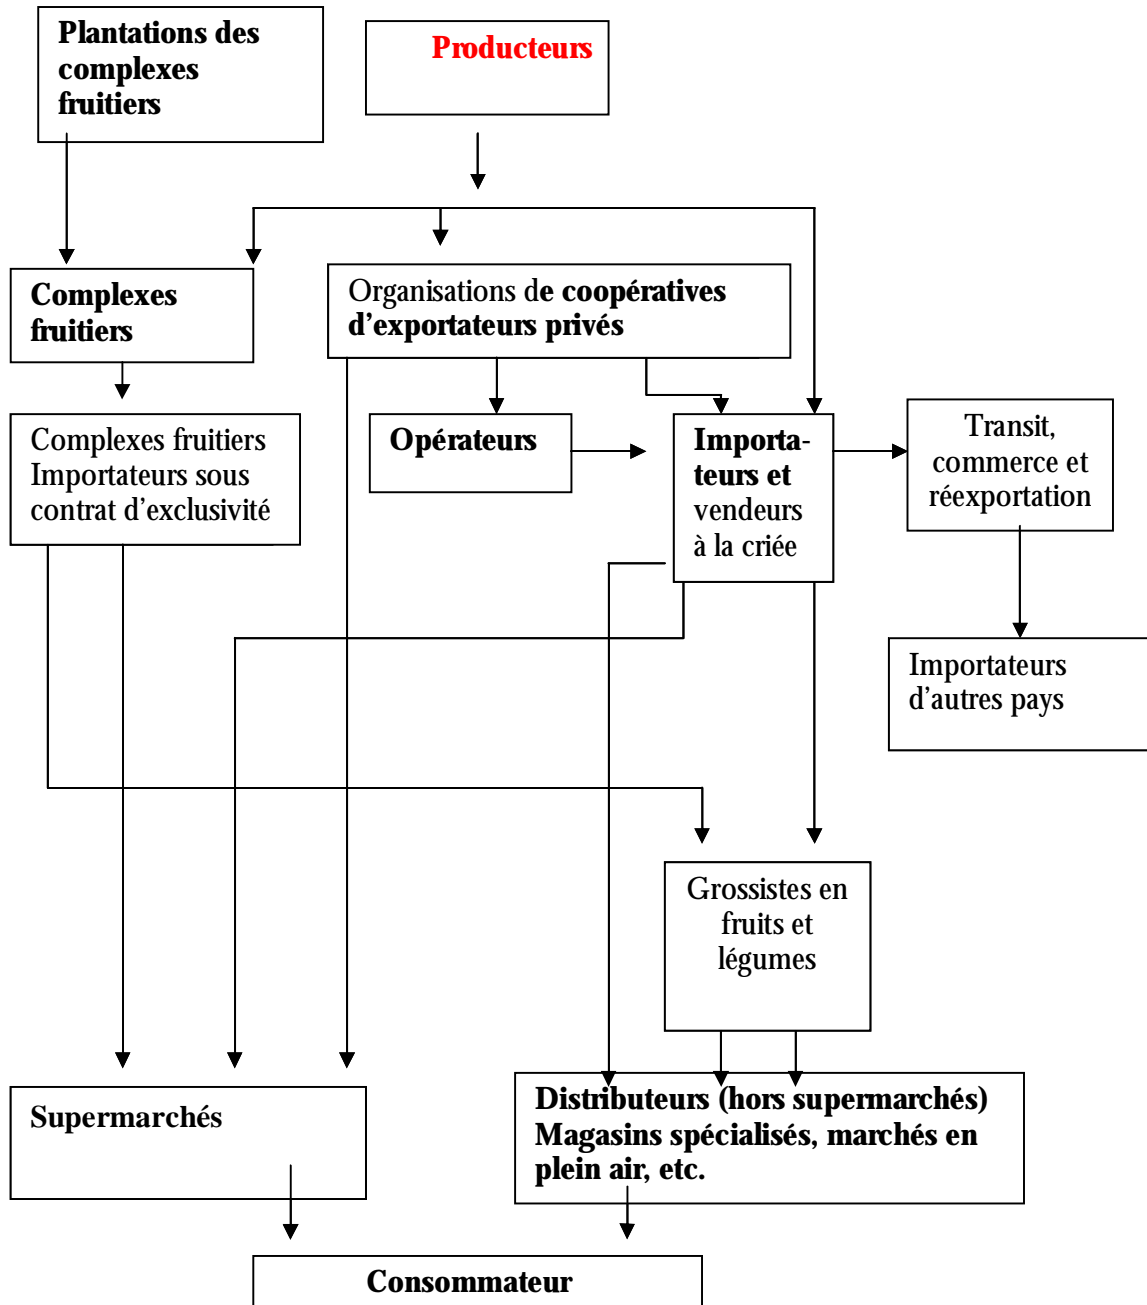 Plantations des
complexes
fruitiers
Producteurs
Complexes
fruitiers
Organisations de coopératives
d’exportateurs privés
Complexes fruitiers
Importateurs sous
contrat d’exclusivité
Opérateurs
Importa-
teurs et
vendeurs
à la criée
Transit,
commerce et
réexportation
Importateurs
d’autres pays
Grossistes en
fruits et
légumes
Supermarchés
Distributeurs (hors supermarchés)
Magasins spécialisés, marchés en
plein air, etc.
Consommateur